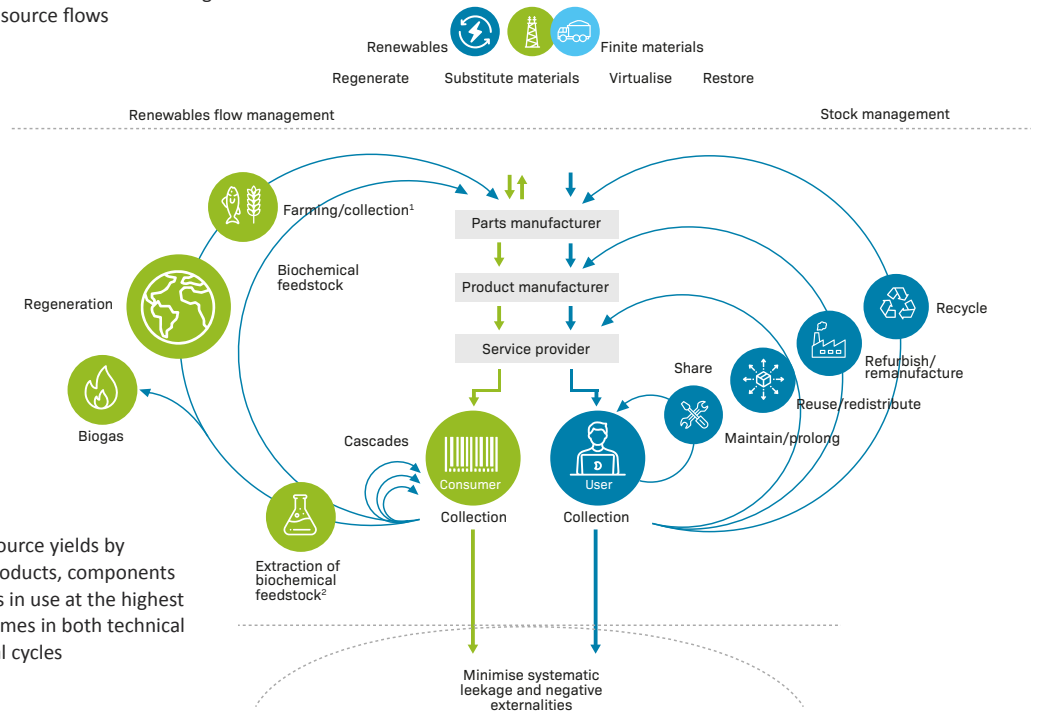 source flows
Renewables
Finite materials
Regenerate
Substitute materials
Virtualise
Restore
Renewables flow management
Stock management
Farming/collection¹
Parts manufacturer
Biochemical
feedstock
Regeneration
Product manufacturer
Recycle
Service provider
Share
Refurbish/
remanufacture
Reuse/redistribute
Biogas
Cascades
Maintain/prolong
Consumer
D
User
Collection
Collection
Extraction of
biochemical
feedstock²
ource yields by
oducts, components
s in use at the highest
mes in both technical
al cycles
Minimise systematic
leakage and negative
externalities